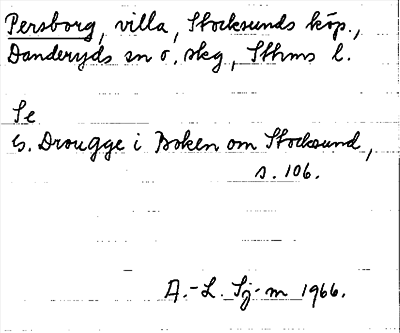 Persborg, villa, Stocksunds köp.,
Danderyds sn o. skg, Sthms l.
Se
G. Drougge i Boken om Stocksund,
s. 106.
A.-L. Sj-m 1966.